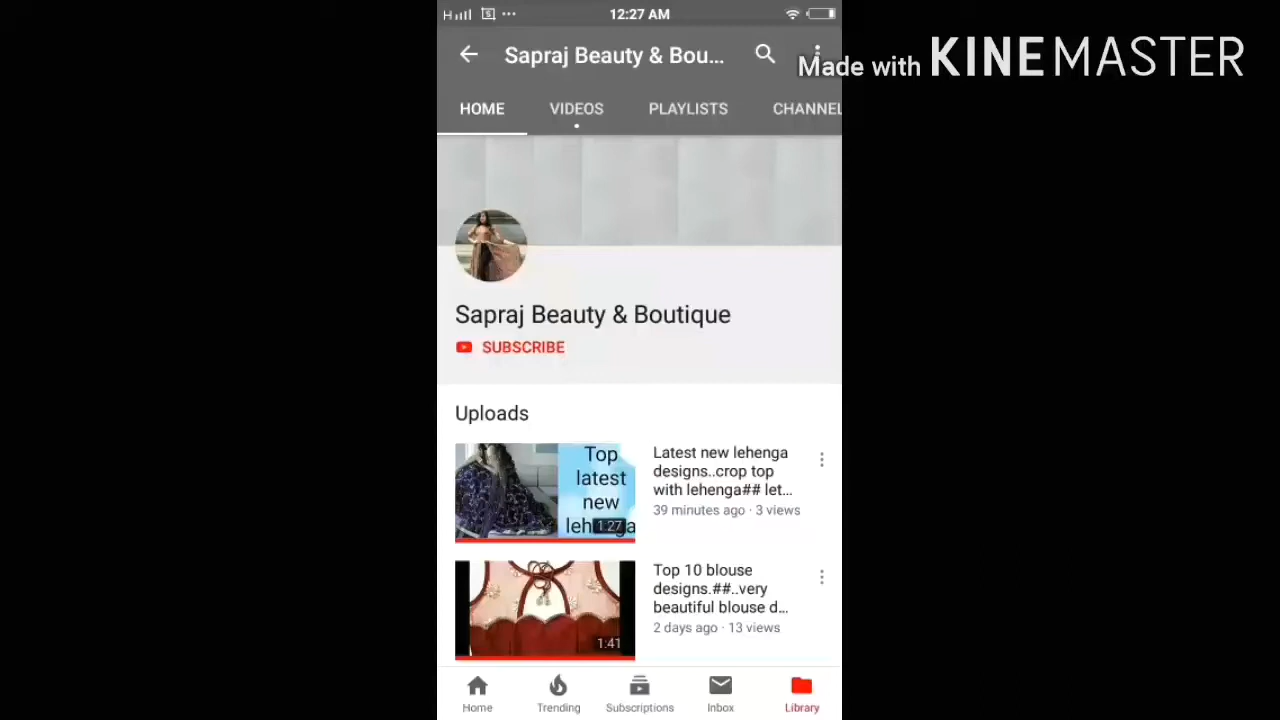 H 12:27 AM
Sapraj Beauty & Bou...
Made with KINEMASTER
HOME VIDEOS PLAYLISTS CHANNEL
Sapraj Beauty & Boutique
SUBSCRIBE
Uploads
Top
latest
new
lehenga
1:27
Latest new lehenga
designs..crop top
with lehenga## let...
39 minutes ago · 3 views
1:41
Top 10 blouse
designs.##..very
beautiful blouse d...
2 days ago · 13 views
Home Trending Subscriptions Inbox Library